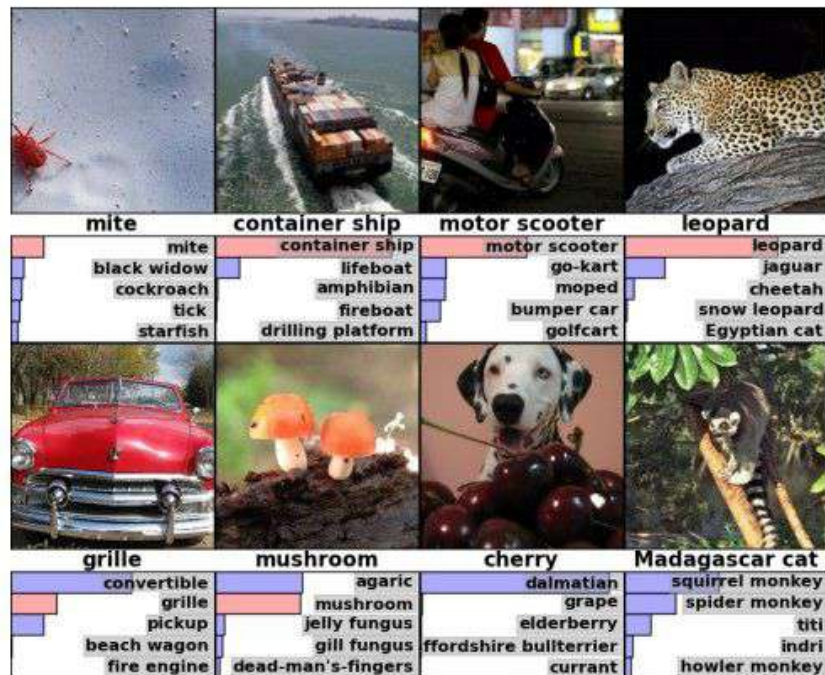 mite
container ship
motor scooter
leopard
mite
black widow
cockroach
tick
starfish
container ship
lifeboat
amphibian
fireboat
drilling platform
motor scooter
go-kart
moped
bumper car
golfcart
leopard
jaguar
cheetah
snow leopard
Egyptian cat
grille
mushroom
cherry
Madagascar cat
convertible
grille
pickup
beach wagon
fire engine
agaric
mushroom
jelly fungus
gill fungus
dead-man's-fingers
dalmatian
grape
elderberry
ffordshire bullterrier
currant
squirrel monkey
spider monkey
titi
indri
howler monkey